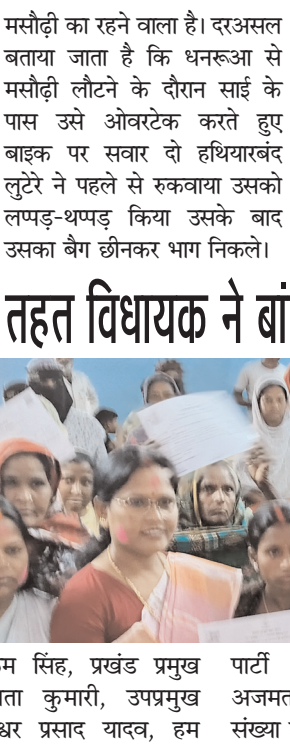 मसौढ़ी का रहने वाला है। दरअसल
बताया जाता है कि धनरूआ से
मसौढ़ी लौटने के दौरान साई के
पास उसे ओवरटेक करते हुए
बाइक पर सवार दो हथियारबंद
लुटेरे ने पहले से रुकवाया उसको
लप्पड़-थप्पड़ किया उसके बाद
उसका बैग छीनकर भाग निकले।
तहत विधायक ने बां
सिंह, प्रखंड प्रमुख
कुमारी, उपप्रमुख
प्रसाद यादव, हम
पार्टी
संख्या